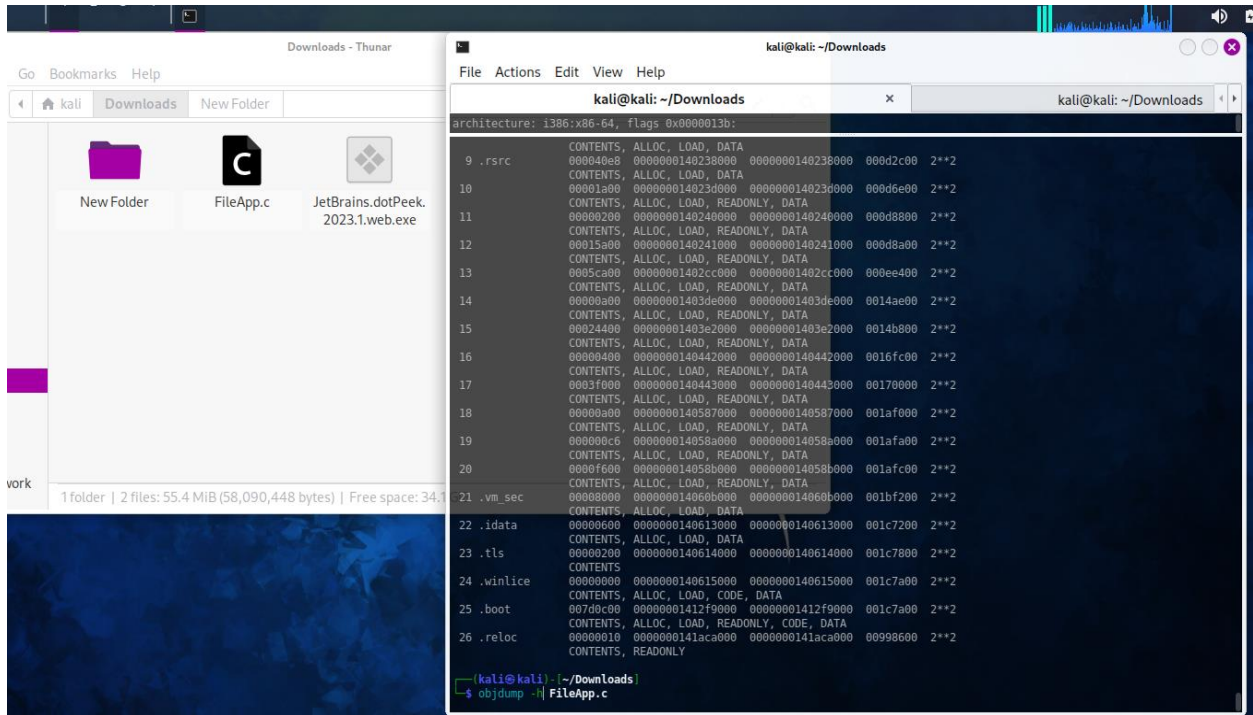 Downloads - Thunar
Go Bookmarks Help
kali Downloads New Folder
New Folder
FileApp.c
JetBrains.dotPeek.
2023.1.web.exe
work
1 folder | 2 files: 55.4 MiB (58,090,448 bytes) | Free space: 34.1
kali@kali: ~/Downloads
File Actions Edit View Help
kali@kali: ~/Downloads × kali@kali: ~/Downloads
architecture: i386:x86-64, flags 0x0000013b:
CONTENTS, ALLOC, LOAD, DATA
9 .rsrc 000040e8 0000000140238000 0000000140238000 000d2c00 2**2
CONTENTS, ALLOC, LOAD, DATA
10 00001a00 000000014023d000 000000014023d000 000d6e00 2**2
CONTENTS, ALLOC, LOAD, READONLY, DATA
11 00000200 0000000140240000 0000000140240000 000d8800 2**2
CONTENTS, ALLOC, LOAD, READONLY, DATA
12 00015a00 0000000140241000 0000000140241000 000d8a00 2**2
CONTENTS, ALLOC, LOAD, READONLY, DATA
13 0005ca00 00000001402cc000 00000001402cc000 000ee400 2**2
CONTENTS, ALLOC, LOAD, READONLY, DATA
14 00000a00 00000001403de000 00000001403de000 0014ae00 2**2
CONTENTS, ALLOC, LOAD, READONLY, DATA
15 00024400 00000001403e2000 00000001403e2000 0014b800 2**2
CONTENTS, ALLOC, LOAD, READONLY, DATA
16 00000400 0000000140442000 0000000140442000 0016fc00 2**2
CONTENTS, ALLOC, LOAD, READONLY, DATA
17 0003f000 0000000140443000 0000000140443000 00170000 2**2
CONTENTS, ALLOC, LOAD, READONLY, DATA
18 00000a00 0000000140587000 0000000140587000 001af000 2**2
CONTENTS, ALLOC, LOAD, READONLY, DATA
19 000000c6 000000014058a000 000000014058a000 001afa00 2**2
CONTENTS, ALLOC, LOAD, READONLY, DATA
20 0000f600 000000014058b000 000000014058b000 001afc00 2**2
CONTENTS, ALLOC, LOAD, READONLY, DATA
21 .vm_sec 00008000 000000014060b000 000000014060b000 001bf200 2**2
CONTENTS, ALLOC, LOAD, DATA
22 .idata 00000600 0000000140613000 0000000140613000 001c7200 2**2
CONTENTS, ALLOC, LOAD, DATA
23 .tls 00000200 0000000140614000 0000000140614000 001c7800 2**2
CONTENTS
24 .winlice 00000000 0000000140615000 0000000140615000 001c7a00 2**2
CONTENTS, ALLOC, LOAD, CODE, DATA
25 .boot 007d0c00 00000001412f9000 00000001412f9000 001c7a00 2**2
CONTENTS, ALLOC, LOAD, READONLY, CODE, DATA
26 .reloc 00000010 0000000141aca000 0000000141aca000 00998600 2**2
CONTENTS, READONLY
(kali㉿kali)-[~/Downloads]
$ objdump -h FileApp.c